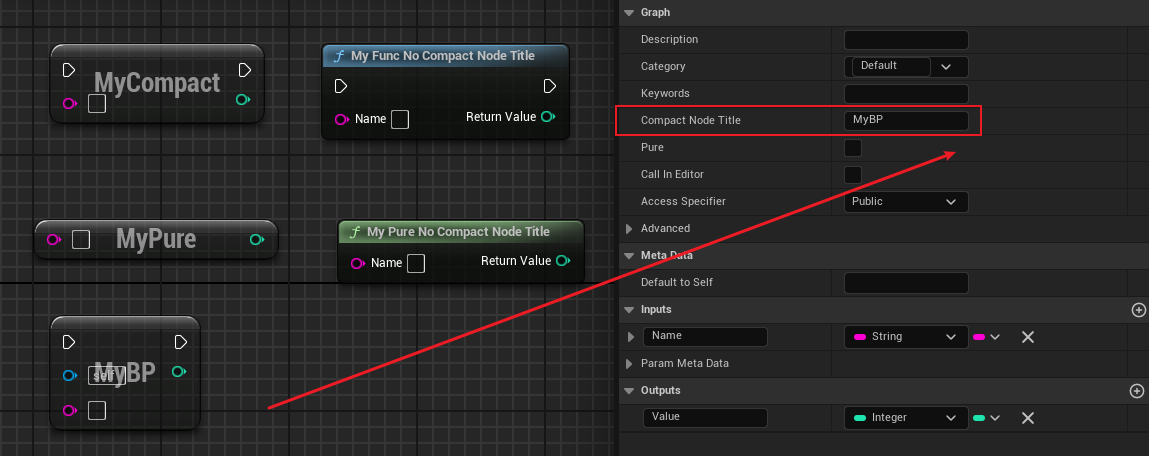 MyCompact
f My Func No Compact Node Title
Name
Return Value
MyPure
f My Pure No Compact Node Title
Name
Return Value
MyBP
self
Graph
Description
Category
Default
Keywords
Compact Node Title
MyBP
Pure
Call In Editor
Access Specifier
Public
Advanced
Meta Data
Default to Self
Inputs
Name
String
Param Meta Data
Outputs
Value
Integer